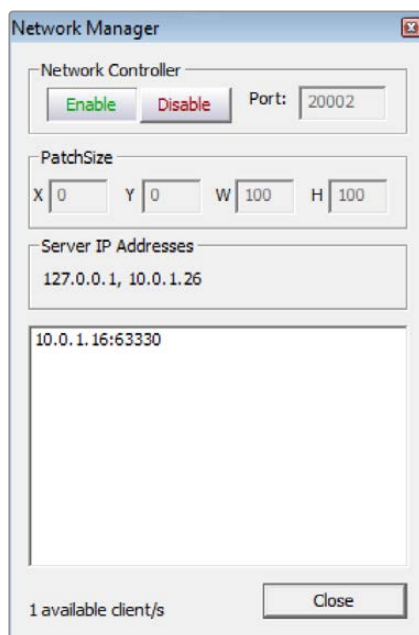 Network Manager
Network Controller
Enable Disable Port: 20002
PatchSize
X 0 Y 0 W 100 H 100
Server IP Addresses
127.0.0.1, 10.0.1.26
10.0.1.16:63330
1 available client/s Close